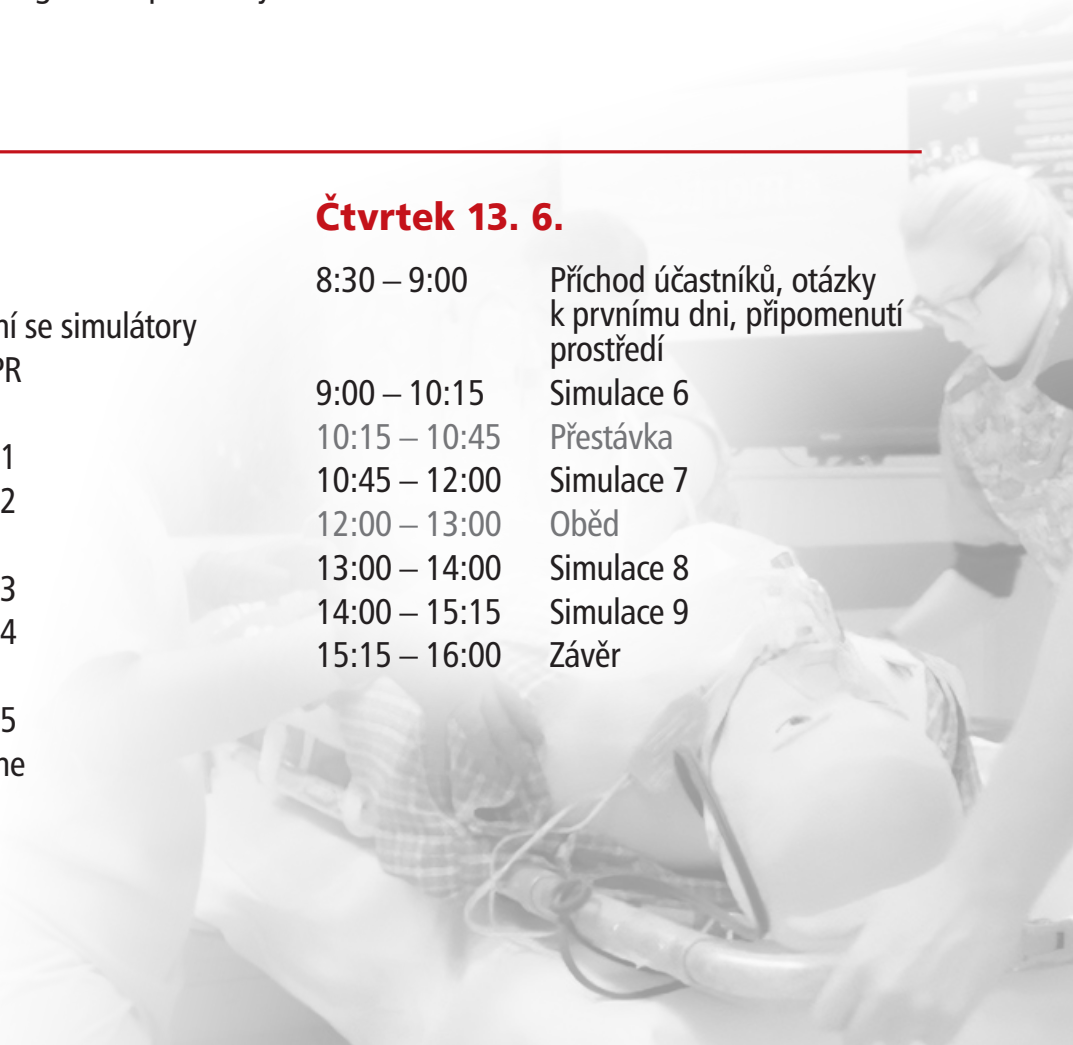 Čtvrtek 13. 6.
8:30 – 9:00 Příchod účastníků, otázky
k prvnímu dni, připomenutí
prostředí
9:00 – 10:15 Simulace 6
10:15 – 10:45 Přestávka
10:45 – 12:00 Simulace 7
12:00 – 13:00 Oběd
13:00 – 14:00 Simulace 8
14:00 – 15:15 Simulace 9
15:15 – 16:00 Závěr
se simulátory
1
2
3
4
5